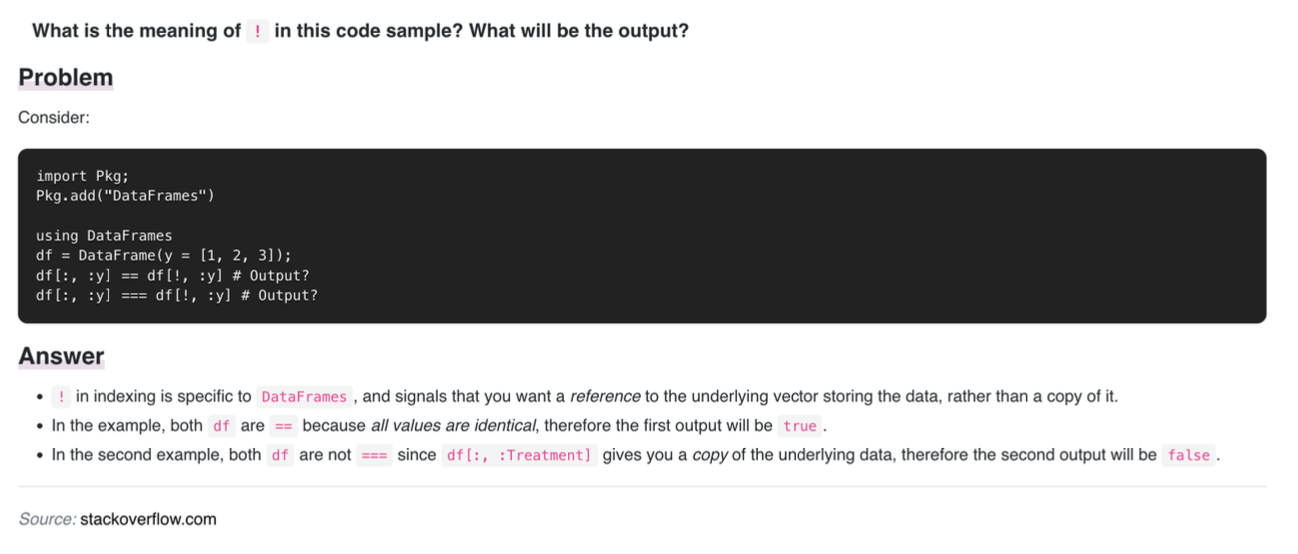 What is the meaning of ! in this code sample? What will be the output?
Problem
Consider:
import Pkg;
Pkg.add("DataFrames")
using DataFrames
df = DataFrame(y = [1, 2, 3]);
df[:, :y] == df[!, :y] # Output?
df[:, :y] === df[!, :y] # Output?
Answer
• ! in indexing is specific to DataFrames , and signals that you want a reference to the underlying vector storing the data, rather than a copy of it.
• In the example, both df are == because all values are identical, therefore the first output will be true .
• In the second example, both df are not === since df[:, :Treatment] gives you a copy of the underlying data, therefore the second output will be false .
Source: stackoverflow.com